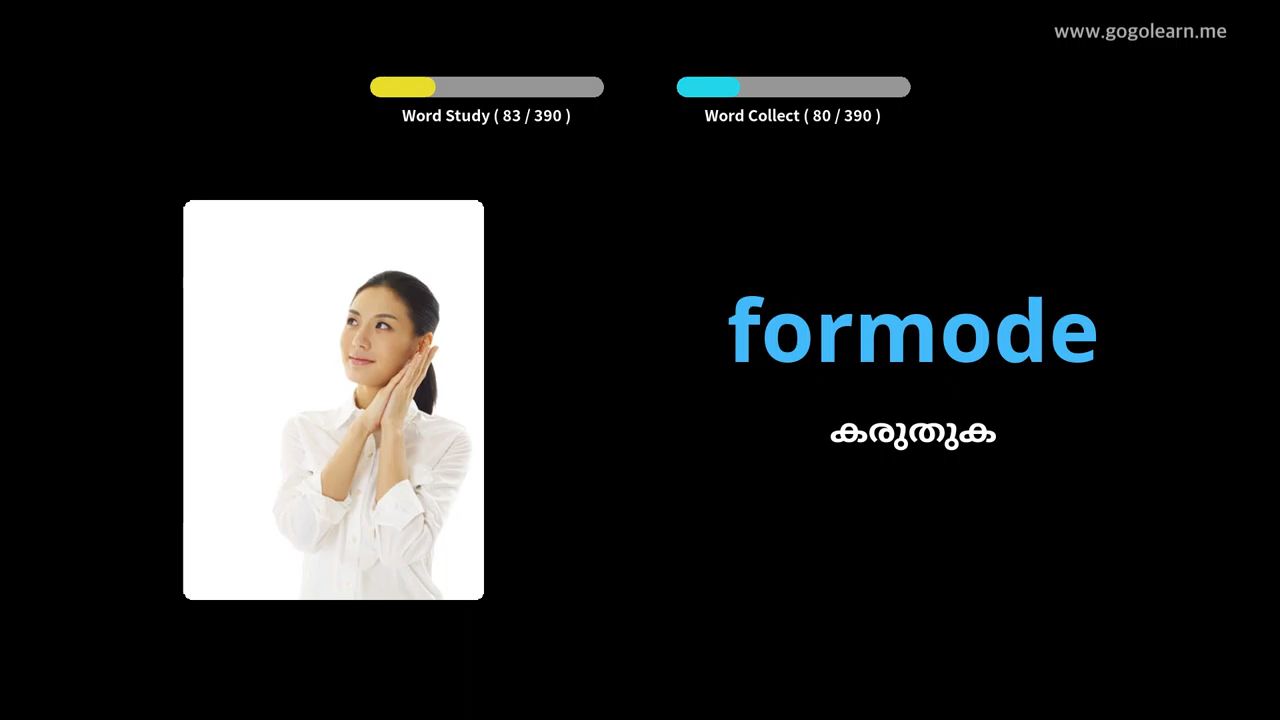 www.gogolearn.me
Word Study ( 83 / 390 )
Word Collect ( 80 / 390 )
formode
കരുതുക